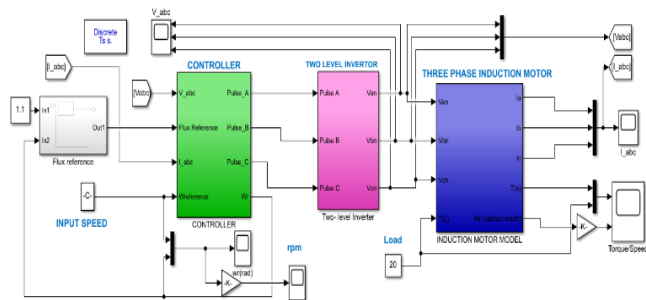 V_abc
Discrete
Ts s.
[I_abc]
[Vabc]
CONTROLLER
TWO LEVEL INVERTOR
THREE PHASE INDUCTION MOTOR
[Vabc]
[I_abc]
1.1
In1
In2
Out1
Flux reference
V_abc
Flux Reference
I_abc
Wreference
Pulse_A
Pulse_B
Pulse_C
Wr
CONTROLLER
Pulse A
Pulse B
Pulse C
Van
Vbn
Vcn
Two- level Inverter
Van
Vbn
Vcn
Ia
Ib
Ic
T(e)
INDUCTION MOTOR MODEL
I_abc
-C-
INPUT SPEED
wr(rad)
-K-
rpm
Load
20
-K-
Torque/Speed